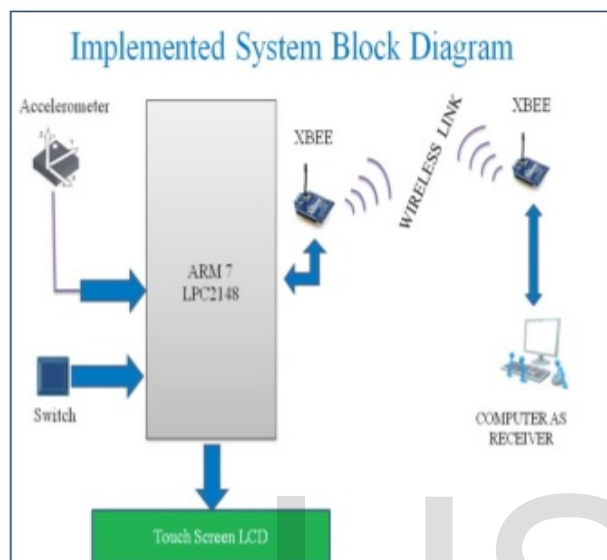 Implemented System Block Diagram
Accelerometer
XBEE
XBEE
WIRELESS LINK
ARM 7
LPC2148
Switch
COMPUTER AS
RECEIVER
Touch Screen LCD